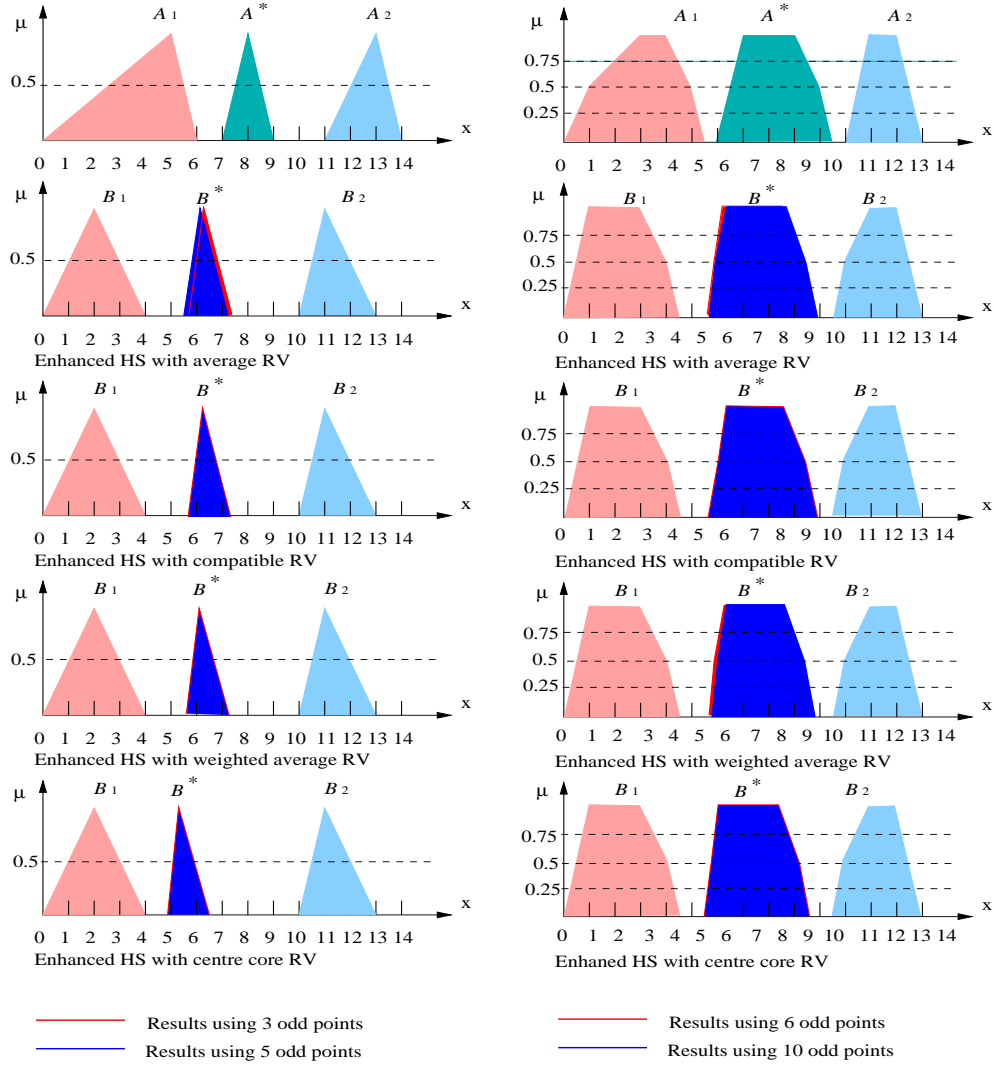 μ A 1 A * A 2
0.5
x
0 1 2 3 4 5 6 7 8 9 10 11 12 13 14
μ B 1 B * B 2
0.5
x
0 1 2 3 4 5 6 7 8 9 10 11 12 13 14
Enhanced HS with average RV
μ B 1 B * B 2
0.5
x
0 1 2 3 4 5 6 7 8 9 10 11 12 13 14
Enhanced HS with compatible RV
μ B 1 B * B 2
0.5
x
0 1 2 3 4 5 6 7 8 9 10 11 12 13 14
Enhanced HS with weighted average RV
μ B 1 B * B 2
0.5
x
0 1 2 3 4 5 6 7 8 9 10 11 12 13 14
Enhanced HS with centre core RV
Results using 3 odd points
Results using 5 odd points
μ A 1 A * A 2
0.75
0.5
0.25
x
0 1 2 3 4 5 6 7 8 9 10 11 12 13 14
μ B 1 B * B 2
0.75
0.5
0.25
x
0 1 2 3 4 5 6 7 8 9 10 11 12 13 14
Enhanced HS with average RV
μ B 1 B * B 2
0.75
0.5
0.25
x
0 1 2 3 4 5 6 7 8 9 10 11 12 13 14
Enhanced HS with compatible RV
μ B 1 B * B 2
0.75
0.5
0.25
x
0 1 2 3 4 5 6 7 8 9 10 11 12 13 14
Enhanced HS with weighted average RV
μ B 1 B * B 2
0.75
0.5
0.25
x
0 1 2 3 4 5 6 7 8 9 10 11 12 13 14
Enhaned HS with centre core RV
Results using 6 odd points
Results using 10 odd points